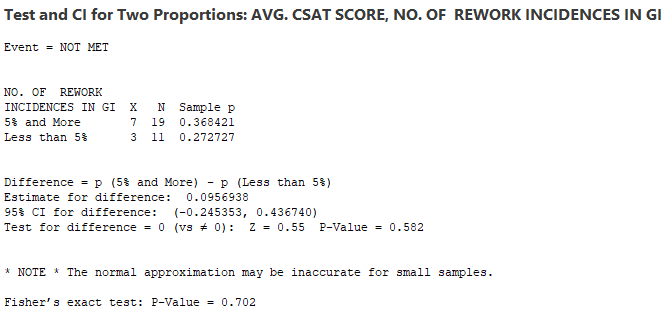 Test and CI for Two Proportions: AVG. CSAT SCORE, NO. OF  REWORK INCIDENCES IN GI
Event = NOT MET
NO. OF  REWORK
INCIDENCES IN GI  X   N  Sample p
5% and More       7  19  0.368421
Less than 5%      3  11  0.272727
Difference = p (5% and More) - p (Less than 5%)
Estimate for difference:  0.0956938
95% CI for difference:  (-0.245353, 0.436740)
Test for difference = 0 (vs ≠ 0):  Z = 0.55  P-Value = 0.582
* NOTE * The normal approximation may be inaccurate for small samples.
Fisher’s exact test: P-Value = 0.702